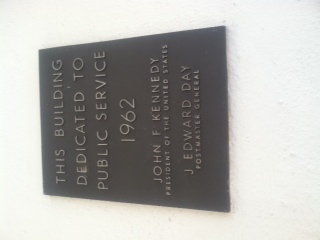 THIS BUILDING
DEDICATED TO
PUBLIC SERVICE
1962
JOHN F KENNEDY
PRESIDENT OF THE UNITED STATES
J EDWARD DAY
POSTMASTER GENERAL